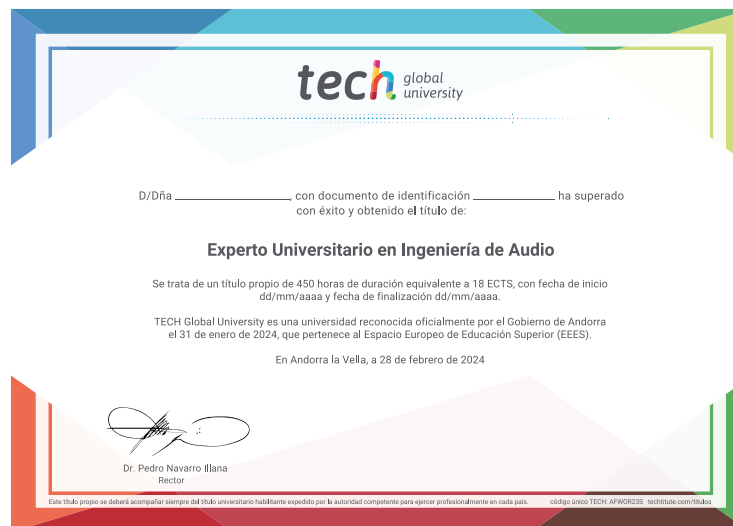 tech global
university
D/Dña ____________________, con documento de identificación ______________ ha superado
con éxito y obtenido el título de:
Experto Universitario en Ingeniería de Audio
Se trata de un título propio de 450 horas de duración equivalente a 18 ECTS, con fecha de inicio
dd/mm/aaaa y fecha de finalización dd/mm/aaaa.
TECH Global University es una universidad reconocida oficialmente por el Gobierno de Andorra
el 31 de enero de 2024, que pertenece al Espacio Europeo de Educación Superior (EEES).
En Andorra la Vella, a 28 de febrero de 2024
Dr. Pedro Navarro Illana
Rector
Este título propio se deberá acompañar siempre del título universitario habilitante expedido por la autoridad competente para ejercer profesionalmente en cada país. código único TECH: AFWOR23S techtitute.com/titulos